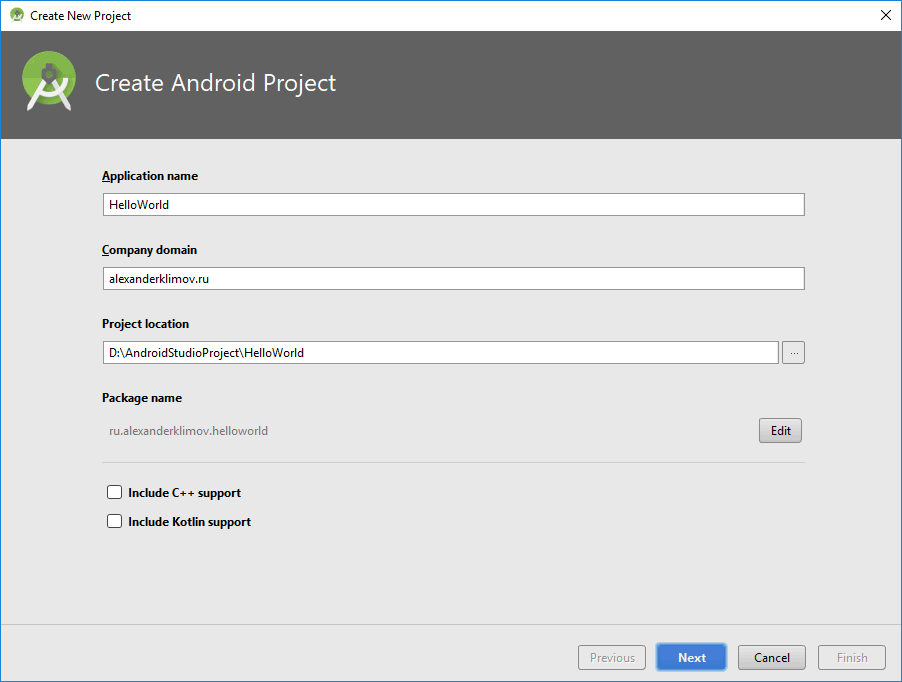 Create New Project
Create Android Project
Application name
HelloWorld
Company domain
alexanderklimov.ru
Project location
D:\AndroidStudioProject\HelloWorld
...
Package name
ru.alexanderklimov.helloworld
Edit
Include C++ support
Include Kotlin support
Previous Next Cancel Finish